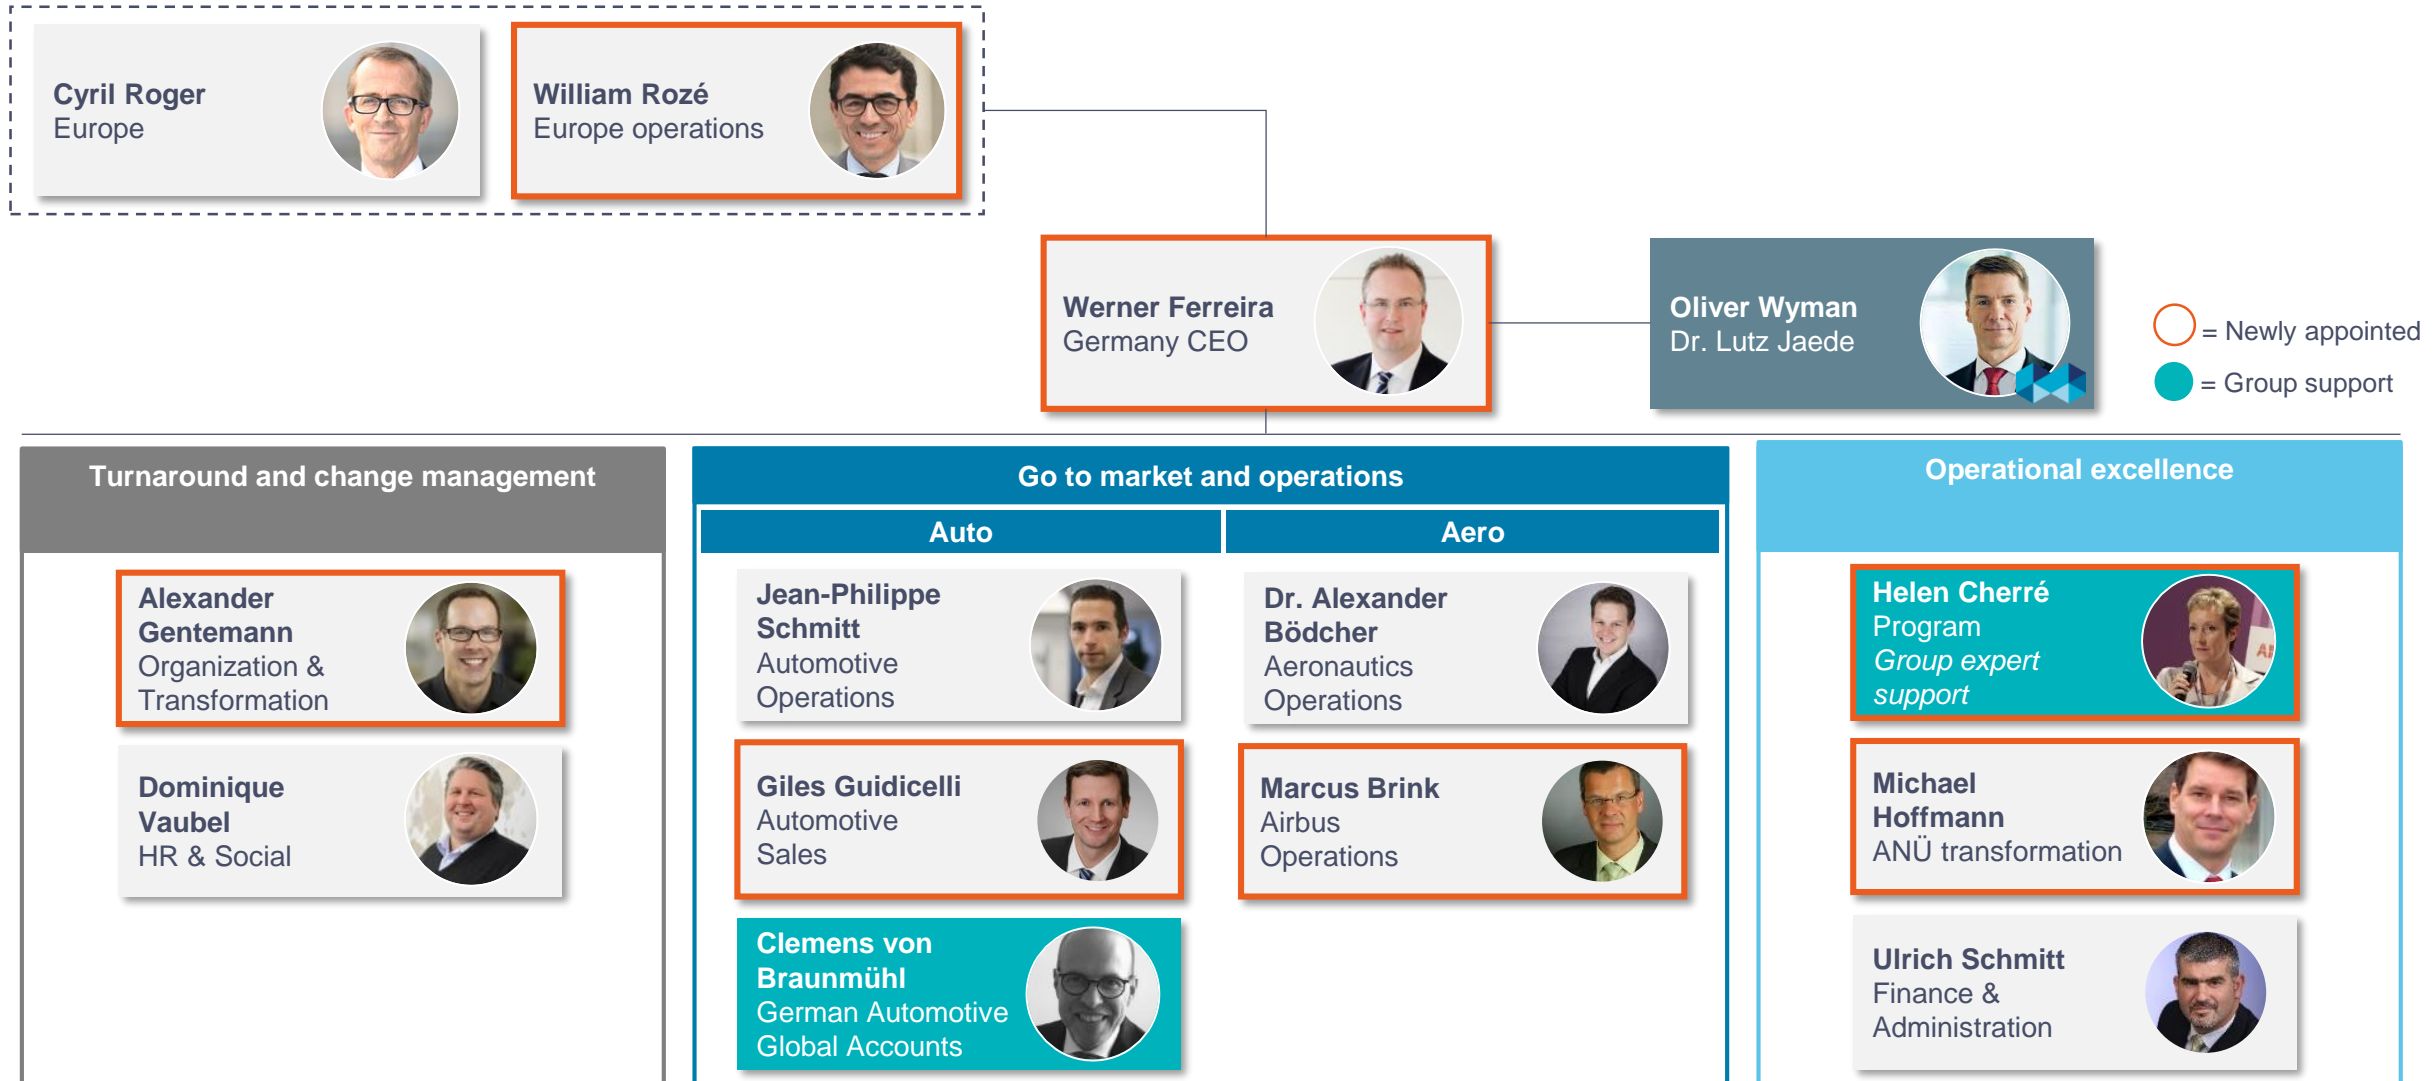 Cyril Roger
Europe
William Rozé
Europe operations
Werner Ferreira
Germany CEO
Oliver Wyman
Dr. Lutz Jaede
= Newly appointed
= Group support
Turnaround and change management
Alexander
Gentemann
Organization &
Transformation
Dominique
Vaubel
HR & Social
Go to market and operations
Auto
Jean-Philippe
Schmitt
Automotive
Operations
Giles Guidicelli
Automotive
Sales
Clemens von
Braunmühl
German Automotive
Global Accounts
Aero
Dr. Alexander
Bödcher
Aeronautics
Operations
Marcus Brink
Airbus
Operations
Operational excellence
Helen Cherré
Program
Group expert
support
Michael
Hoffmann
ANÜ transformation
Ulrich Schmitt
Finance &
Administration